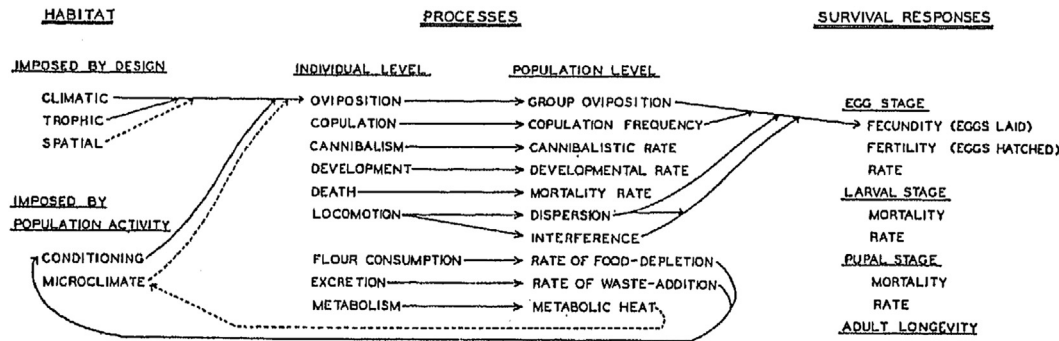 HABITAT PROCESSES SURVIVAL RESPONSES
IMPOSED BY DESIGN INDIVIDUAL LEVEL POPULATION LEVEL
CLIMATIC OVIPOSITION GROUP OVIPOSITION EGG STAGE
TROPHIC COPULATION COPULATION FREQUENCY FECUNDITY (EGGS LAID)
SPATIAL CANNIBALISM CANNIBALISTIC RATE FERTILITY (EGGS HATCHED)
DEVELOPMENT DEVELOPMENTAL RATE RATE
IMPOSED BY DEATH MORTALITY RATE LARVAL STAGE
POPULATION ACTIVITY LOCOMOTION DISPERSION MORTALITY
INTERFERENCE RATE
CONDITIONING FLOUR CONSUMPTION RATE OF FOOD-DEPLETION PUPAL STAGE
MICROCLIMATE EXCRETION RATE OF WASTE-ADDITION MORTALITY
METABOLISM METABOLIC HEAT RATE
ADULT LONGEVITY